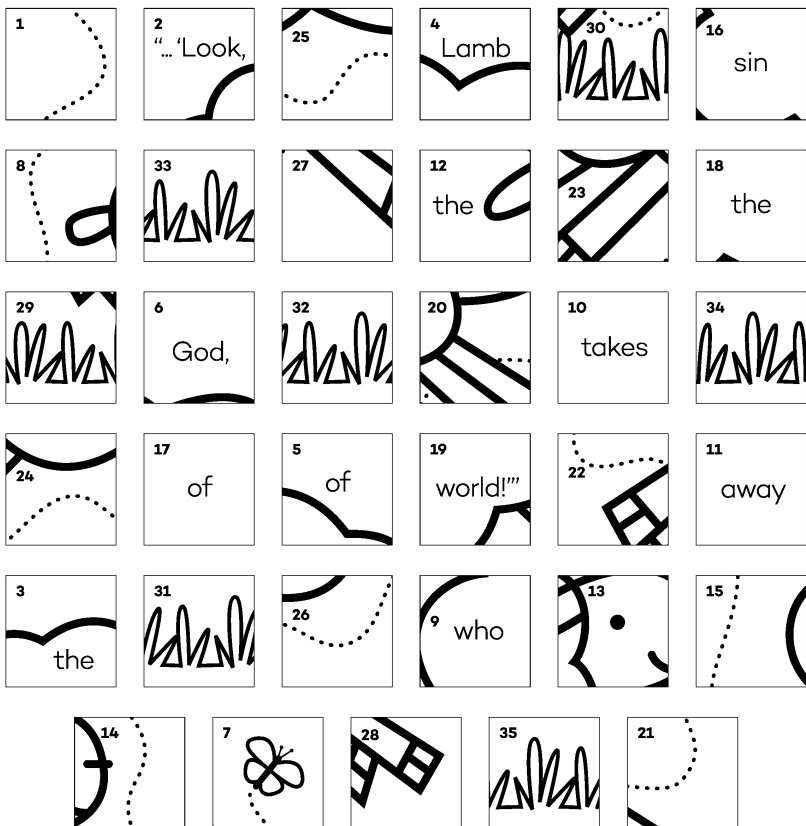 1
2
“... ‘Look,
25
4
Lamb
30
16
sin
8
33
27
12
the
23
18
the
29
6
God,
32
20
10
takes
34
24
17
of
5
of
19
world!’”
22
11
away
3
the
31
26
9
who
13
15
14
7
28
35
21